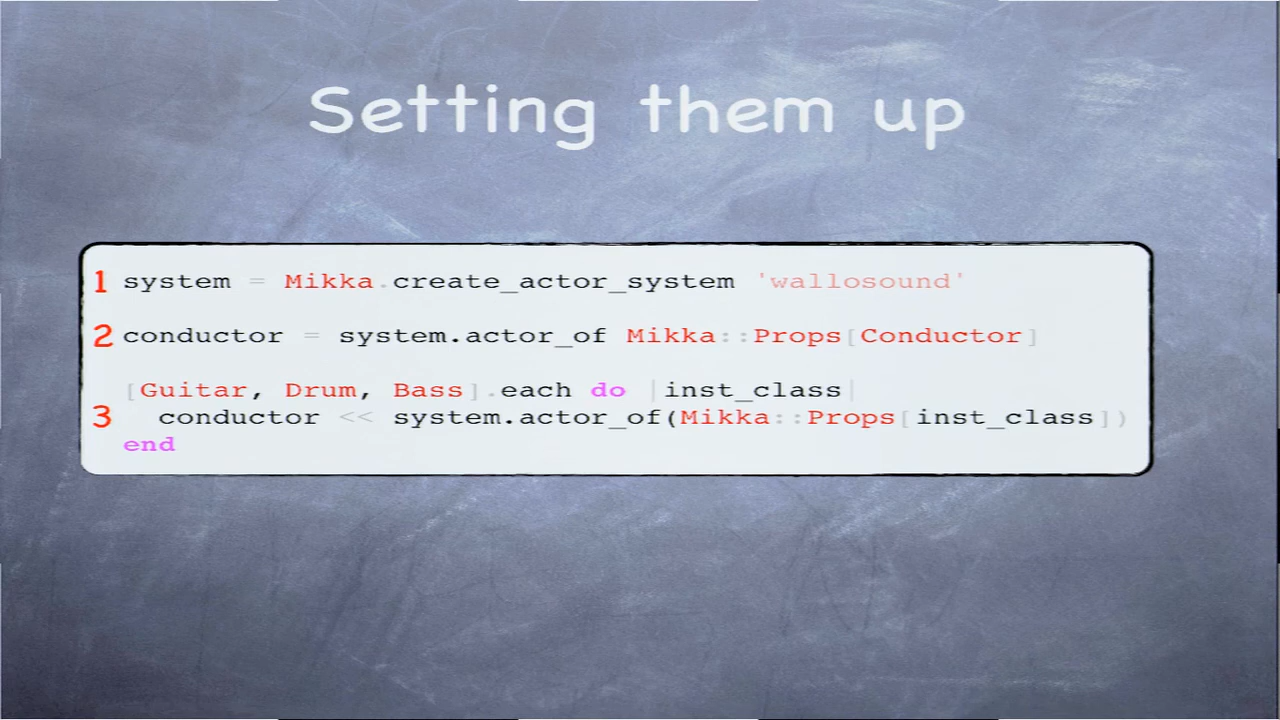 Setting them up
1 system = Mikka.create_actor_system 'wallosound'
2 conductor = system.actor_of Mikka::Props[Conductor]
[Guitar, Drum, Bass].each do |inst_class|
3 conductor << system.actor_of(Mikka::Props[inst_class])
end